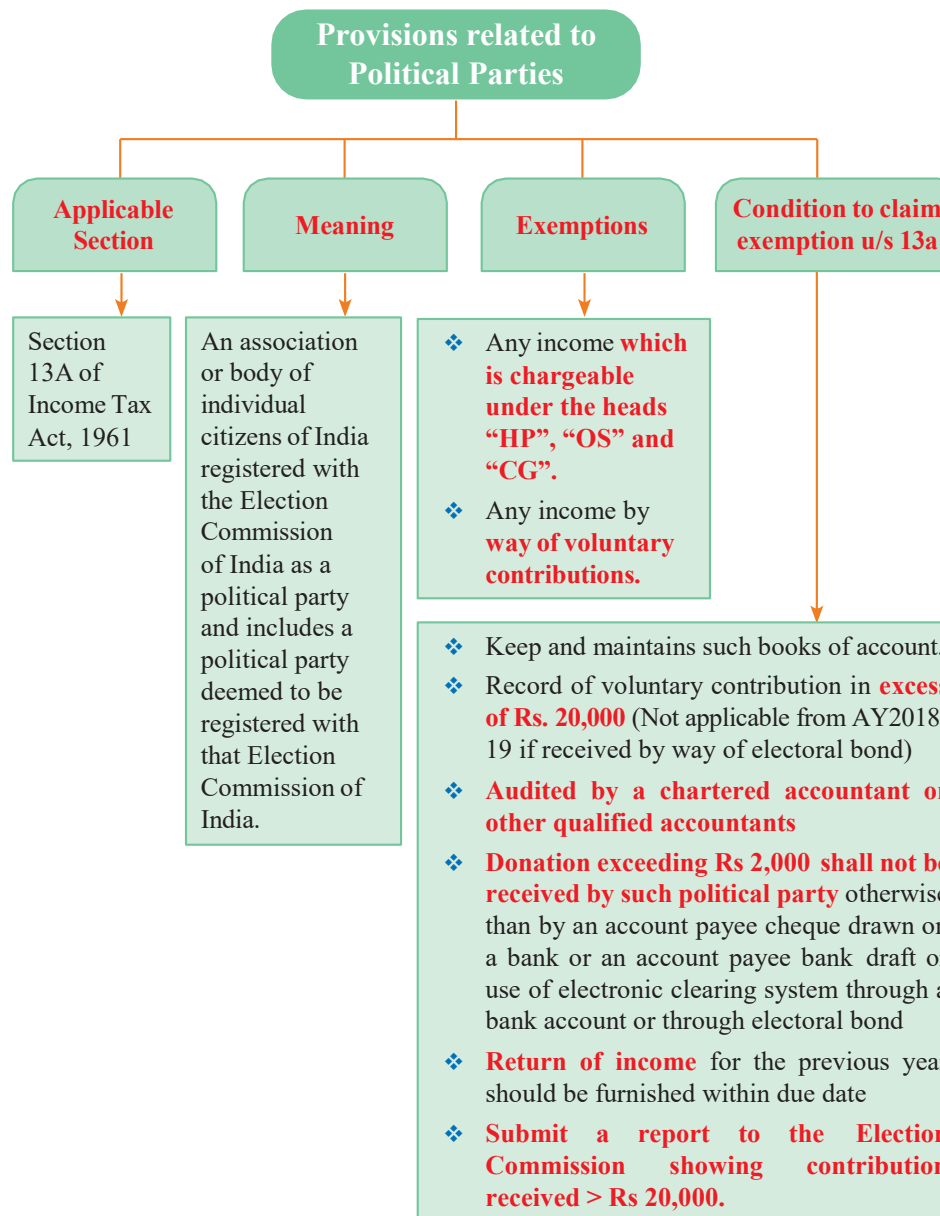 Provisions related to
Political Parties
Applicable
Section
Meaning
Exemptions
Condition to claim
exemption u/s 13a
Section
13A of
Income Tax
Act, 1961
An association
or body of
individual
citizens of India
registered with
the Election
Commission
of India as a
political party
and includes a
political party
deemed to be
registered with
that Election
Commission of
India.
❖ Any income which
is chargeable
under the heads
“HP”, “OS” and
“CG”.
❖ Any income by
way of voluntary
contributions.
❖ Keep and maintains such books of account.
❖ Record of voluntary contribution in excess
of Rs. 20,000 (Not applicable from AY2018
19 if received by way of electoral bond)
❖ Audited by a chartered accountant or
other qualified accountants
❖ Donation exceeding Rs 2,000 shall not be
received by such political party otherwise
than by an account payee cheque drawn on
a bank or an account payee bank draft or
use of electronic clearing system through a
bank account or through electoral bond
❖ Return of income for the previous year
should be furnished within due date
❖ Submit a report to the Election
Commission showing contribution
received > Rs 20,000.